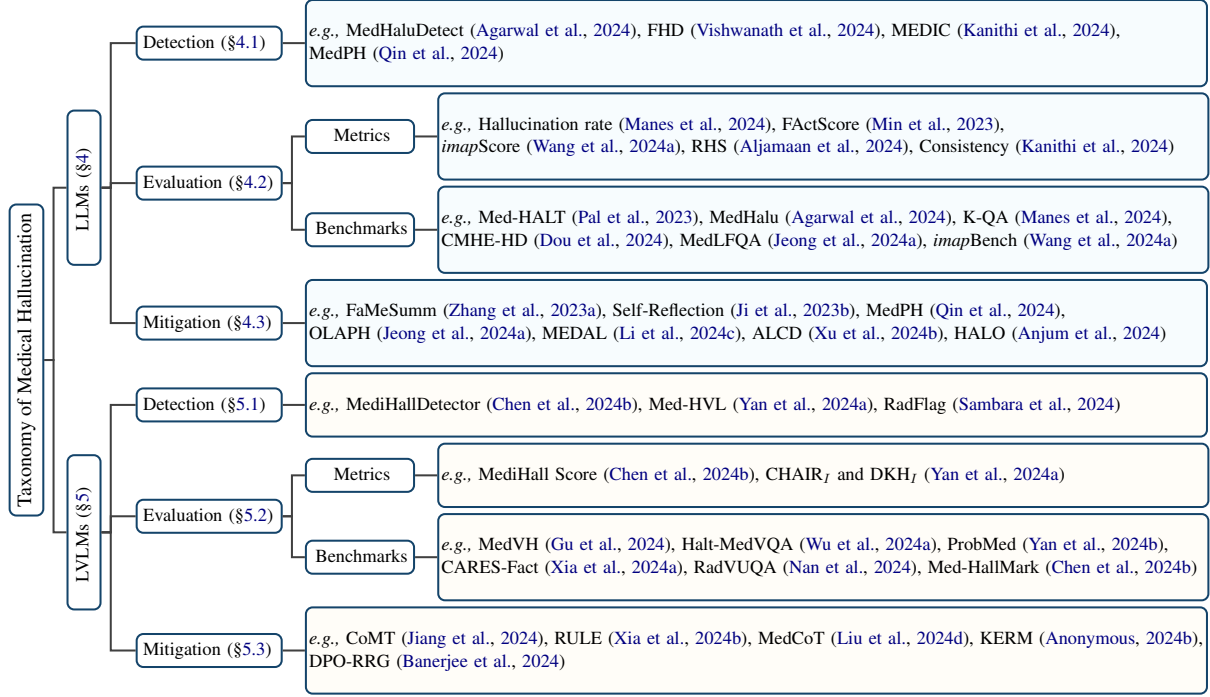 Taxonomy of Medical Hallucination
LLMs (§4)
Detection (§4.1)
e.g., MedHaluDetect (Agarwal et al., 2024), FHD (Vishwanath et al., 2024), MEDIC (Kanithi et al., 2024),
MedPH (Qin et al., 2024)
Evaluation (§4.2)
Metrics
e.g., Hallucination rate (Manes et al., 2024), FActScore (Min et al., 2023),
imapScore (Wang et al., 2024a), RHS (Aljamaan et al., 2024), Consistency (Kanithi et al., 2024)
Benchmarks
e.g., Med-HALT (Pal et al., 2023), MedHalu (Agarwal et al., 2024), K-QA (Manes et al., 2024),
CMHE-HD (Dou et al., 2024), MedLFQA (Jeong et al., 2024a), imapBench (Wang et al., 2024a)
Mitigation (§4.3)
e.g., FaMeSumm (Zhang et al., 2023a), Self-Reflection (Ji et al., 2023b), MedPH (Qin et al., 2024),
OLAPH (Jeong et al., 2024a), MEDAL (Li et al., 2024c), ALCD (Xu et al., 2024b), HALO (Anjum et al., 2024)
LVLMs (§5)
Detection (§5.1)
e.g., MediHallDetector (Chen et al., 2024b), Med-HVL (Yan et al., 2024a), RadFlag (Sambara et al., 2024)
Evaluation (§5.2)
Metrics
e.g., MediHall Score (Chen et al., 2024b), CHAIR_I and DKH_I (Yan et al., 2024a)
Benchmarks
e.g., MedVH (Gu et al., 2024), Halt-MedVQA (Wu et al., 2024a), ProbMed (Yan et al., 2024b),
CARES-Fact (Xia et al., 2024a), RadVUQA (Nan et al., 2024), Med-HallMark (Chen et al., 2024b)
Mitigation (§5.3)
e.g., CoMT (Jiang et al., 2024), RULE (Xia et al., 2024b), MedCoT (Liu et al., 2024d), KERM (Anonymous, 2024b),
DPO-RRG (Banerjee et al., 2024)